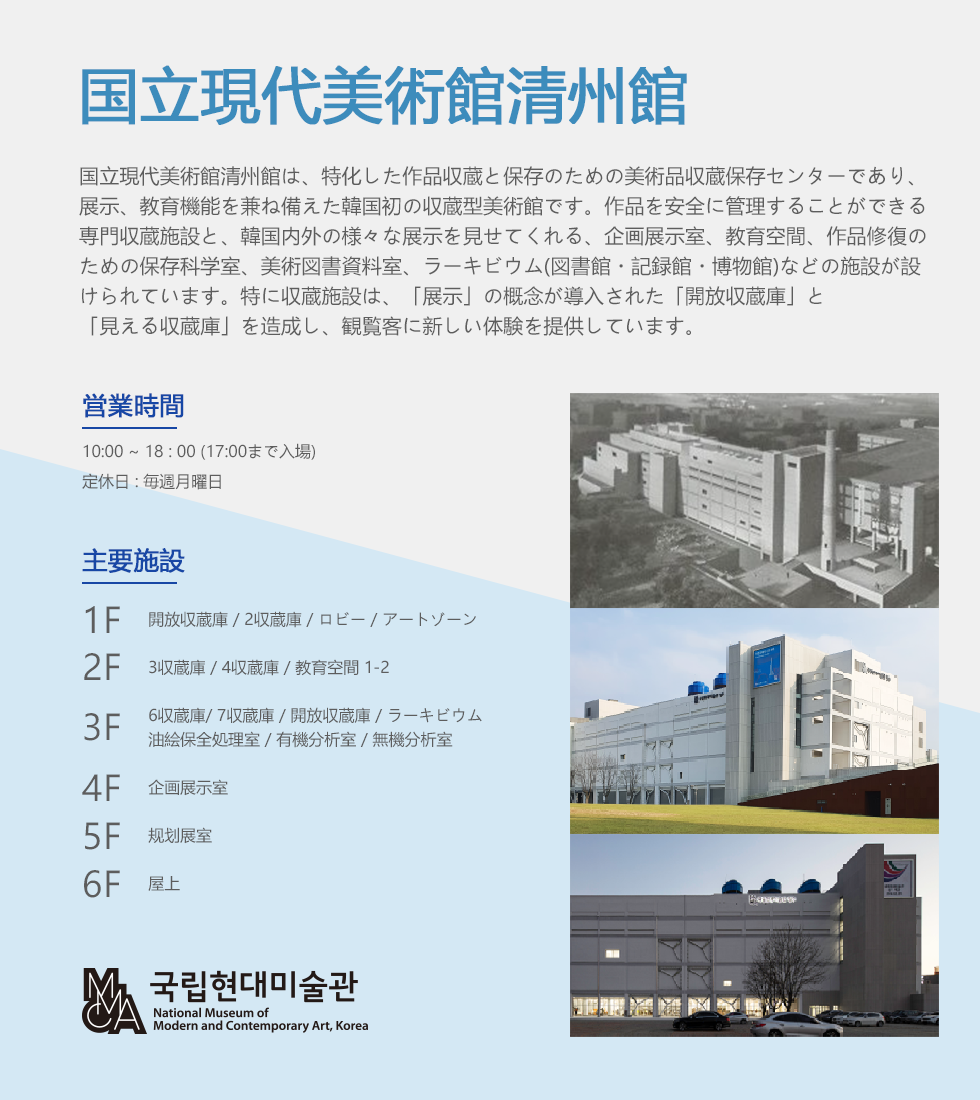 国立現代美術館清州館
国立現代美術館清州館は、特化した作品収蔵と保存のための美術品収蔵保存センターであり、
展示、教育機能を兼ね備えた韓国初の収蔵型美術館です。作品を安全に管理することができる
専門収蔵施設と、韓国内外の様々な展示を見せてくれる、企画展示室、教育空間、作品修復の
ための保存科学室、美術図書資料室、ラーキビウム(図書館・記録館・博物館)などの施設が設
けられています。特に収蔵施設は、「展示」の概念が導入された「開放収蔵庫」と
「見える収蔵庫」を造成し、観覧客に新しい体験を提供しています。
営業時間
10:00 ~ 18 : 00 (17:00まで入場)
定休日 : 毎週月曜日
主要施設
1F 開放収蔵庫 / 2収蔵庫 / ロビー / アートゾーン
2F 3収蔵庫 / 4収蔵庫 / 教育空間 1-2
3F 6収蔵庫/ 7収蔵庫 / 開放収蔵庫 / ラーキビウム
油絵保全処理室 / 有機分析室 / 無機分析室
4F 企画展示室
5F 规划展室
6F 屋上
MMCA 국립현대미술관
National Museum of
Modern and Contemporary Art, Korea